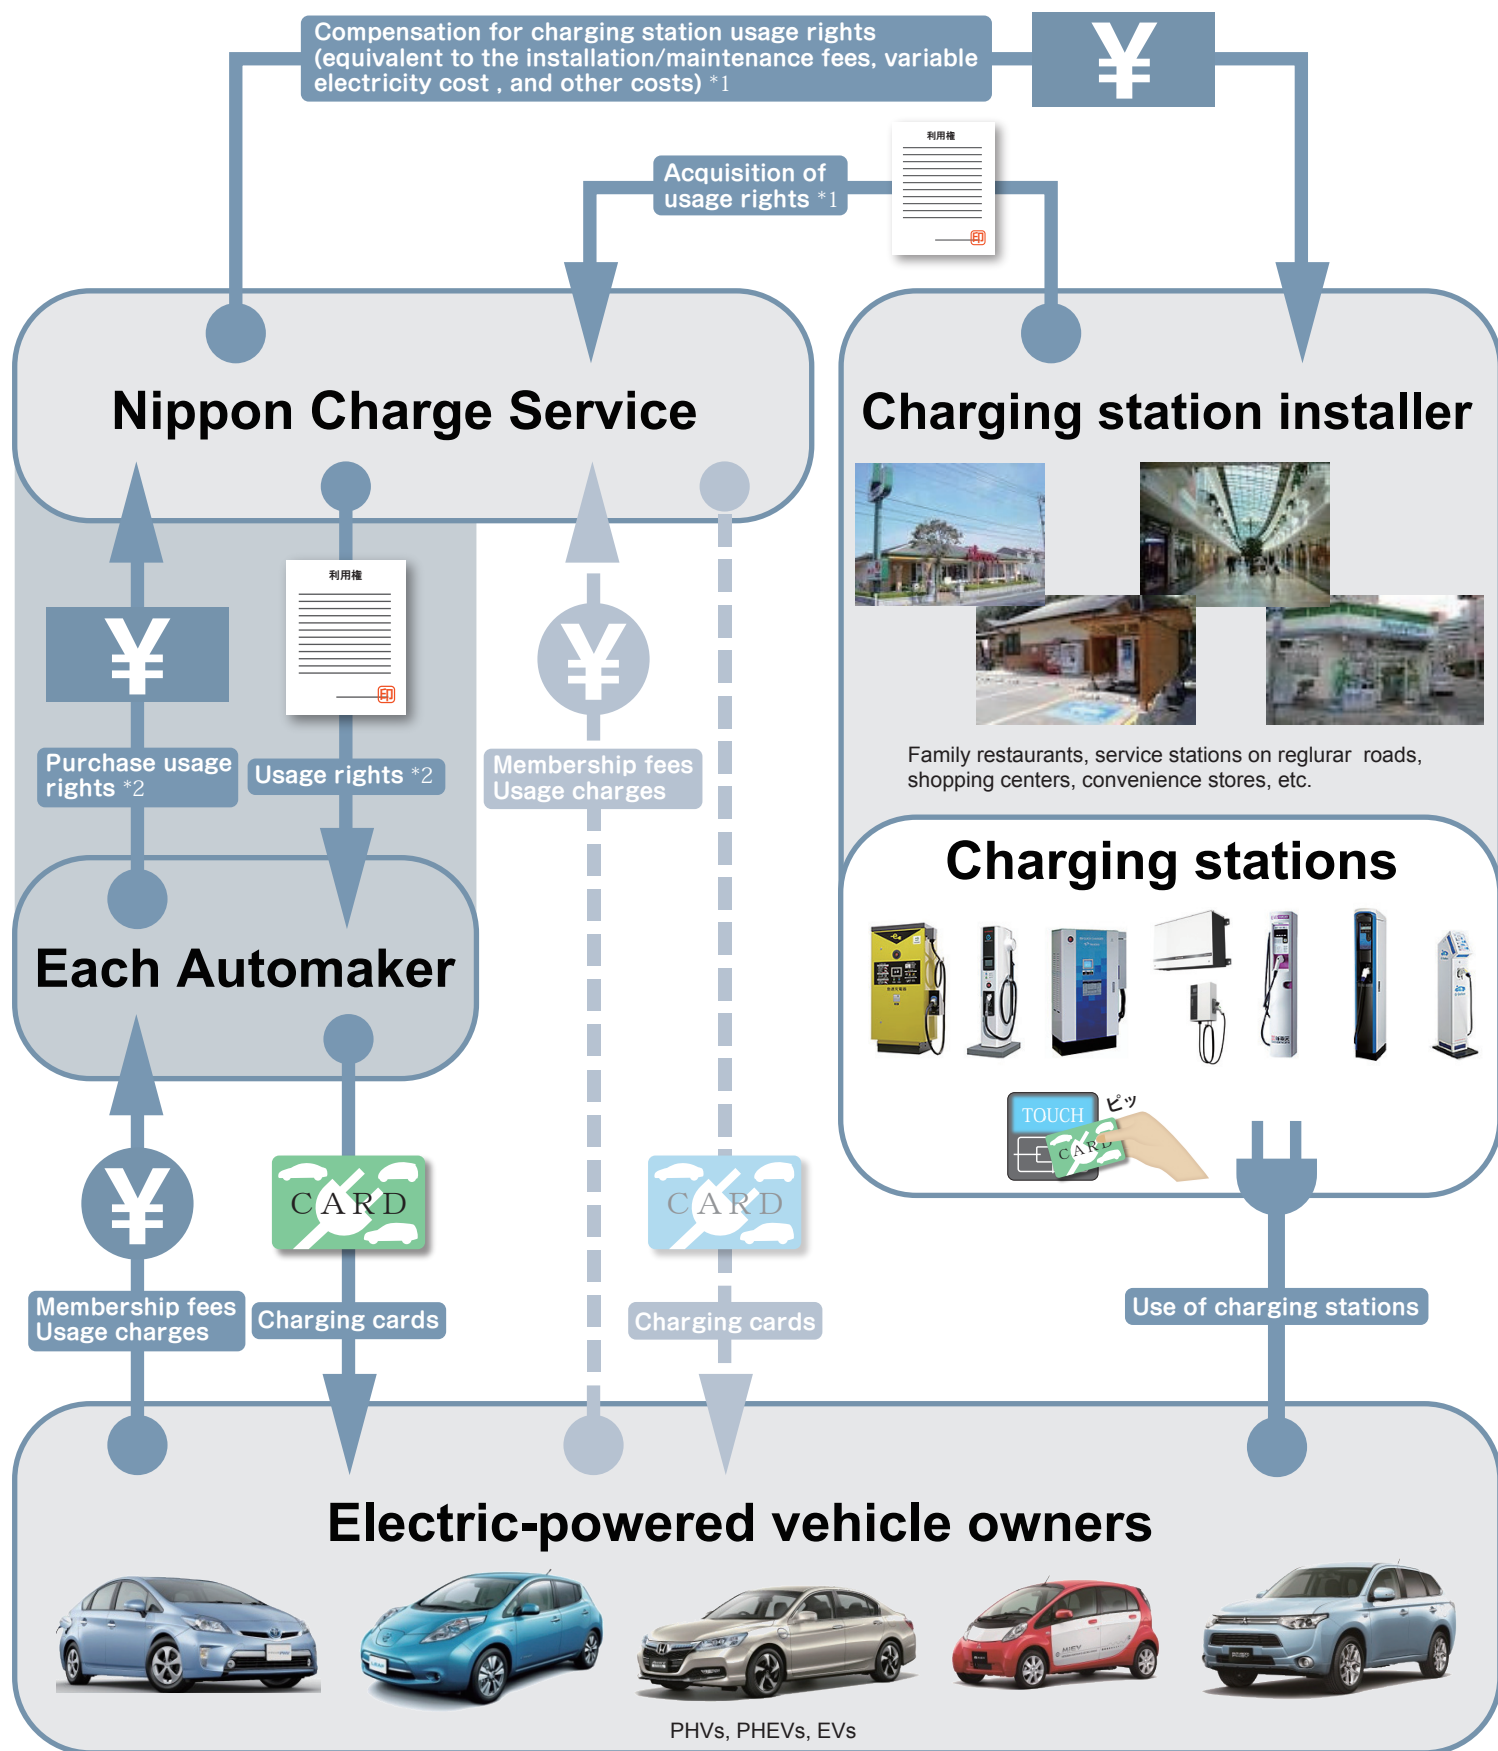 Compensation for charging station usage rights
(equivalent to the installation/maintenance fees, variable
electricity cost , and other costs) *1
¥
利用権
印
Acquisition of
usage rights *1
Nippon Charge Service
Charging station installer
¥
利用権
印
¥
Purchase usage
rights *2
Usage rights *2
Membership fees
Usage charges
Family restaurants, service stations on reglurar roads,
shopping centers, convenience stores, etc.
Charging stations
Each Automaker
TOUCH
ピッ
CARD
¥
CARD
CARD
Membership fees
Usage charges
Charging cards
Charging cards
Use of charging stations
Electric-powered vehicle owners
PHVs, PHEVs, EVs